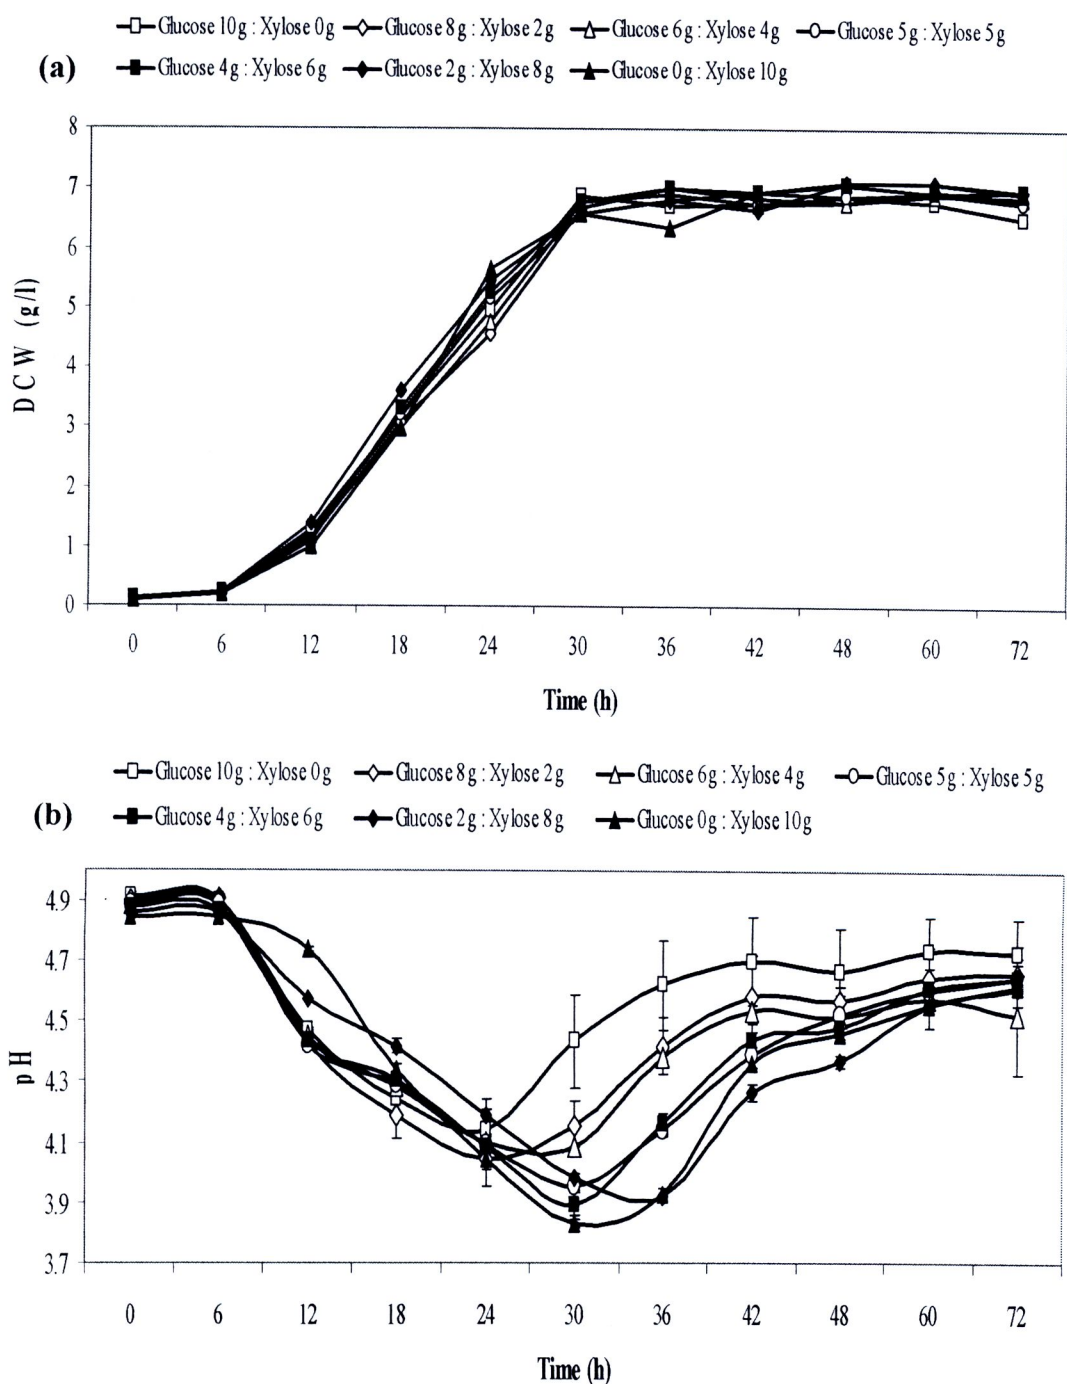 Glucose 10g : Xylose 0g Glucose 8g : Xylose 2g Glucose 6g : Xylose 4g Glucose 5g : Xylose 5g
(a) Glucose 4g : Xylose 6g Glucose 2g : Xylose 8g Glucose 0g : Xylose 10g
8
7
6
5
4
3
2
1
0
DCW (g/l)
0 6 12 18 24 30 36 42 48 60 72
Time (h)
Glucose 10g : Xylose 0g Glucose 8g : Xylose 2g Glucose 6g : Xylose 4g Glucose 5g : Xylose 5g
(b) Glucose 4g : Xylose 6g Glucose 2g : Xylose 8g Glucose 0g : Xylose 10g
4.9
4.7
4.5
4.3
4.1
3.9
3.7
pH
0 6 12 18 24 30 36 42 48 60 72
Time (h)